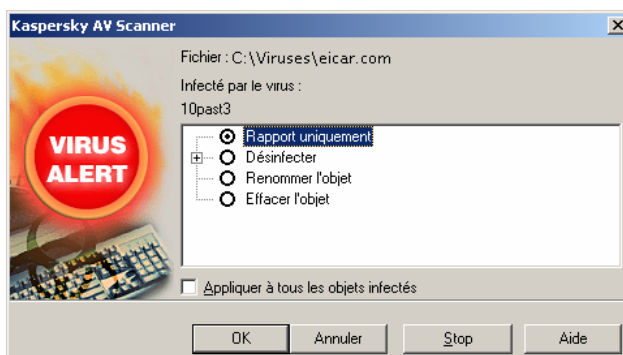 Kaspersky AV Scanner
Fichier : C:\Viruses\eicar.com
Infecté par le virus :
10past3
VIRUS
ALERT
Rapport uniquement
Désinfecter
Renommer l'objet
Effacer l'objet
Appliquer à tous les objets infectés
OK
Annuler
Stop
Aide